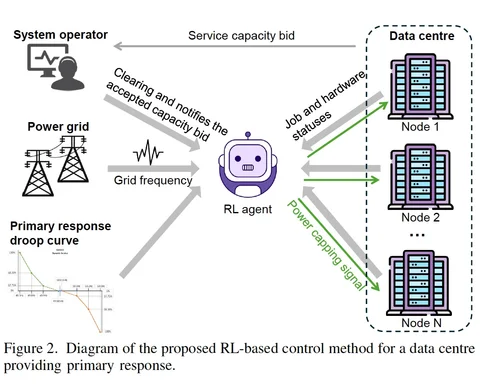 System operator
Service capacity bid
Data centre
Clearing and notifies the
accepted capacity bid
Job and hardware
statuses
Node 1
Power grid
Grid frequency
RL agent
Node 2
...
Primary response
droop curve
Power capping signal
Node N
Figure 2. Diagram of the proposed RL-based control method for a data centre
providing primary response.